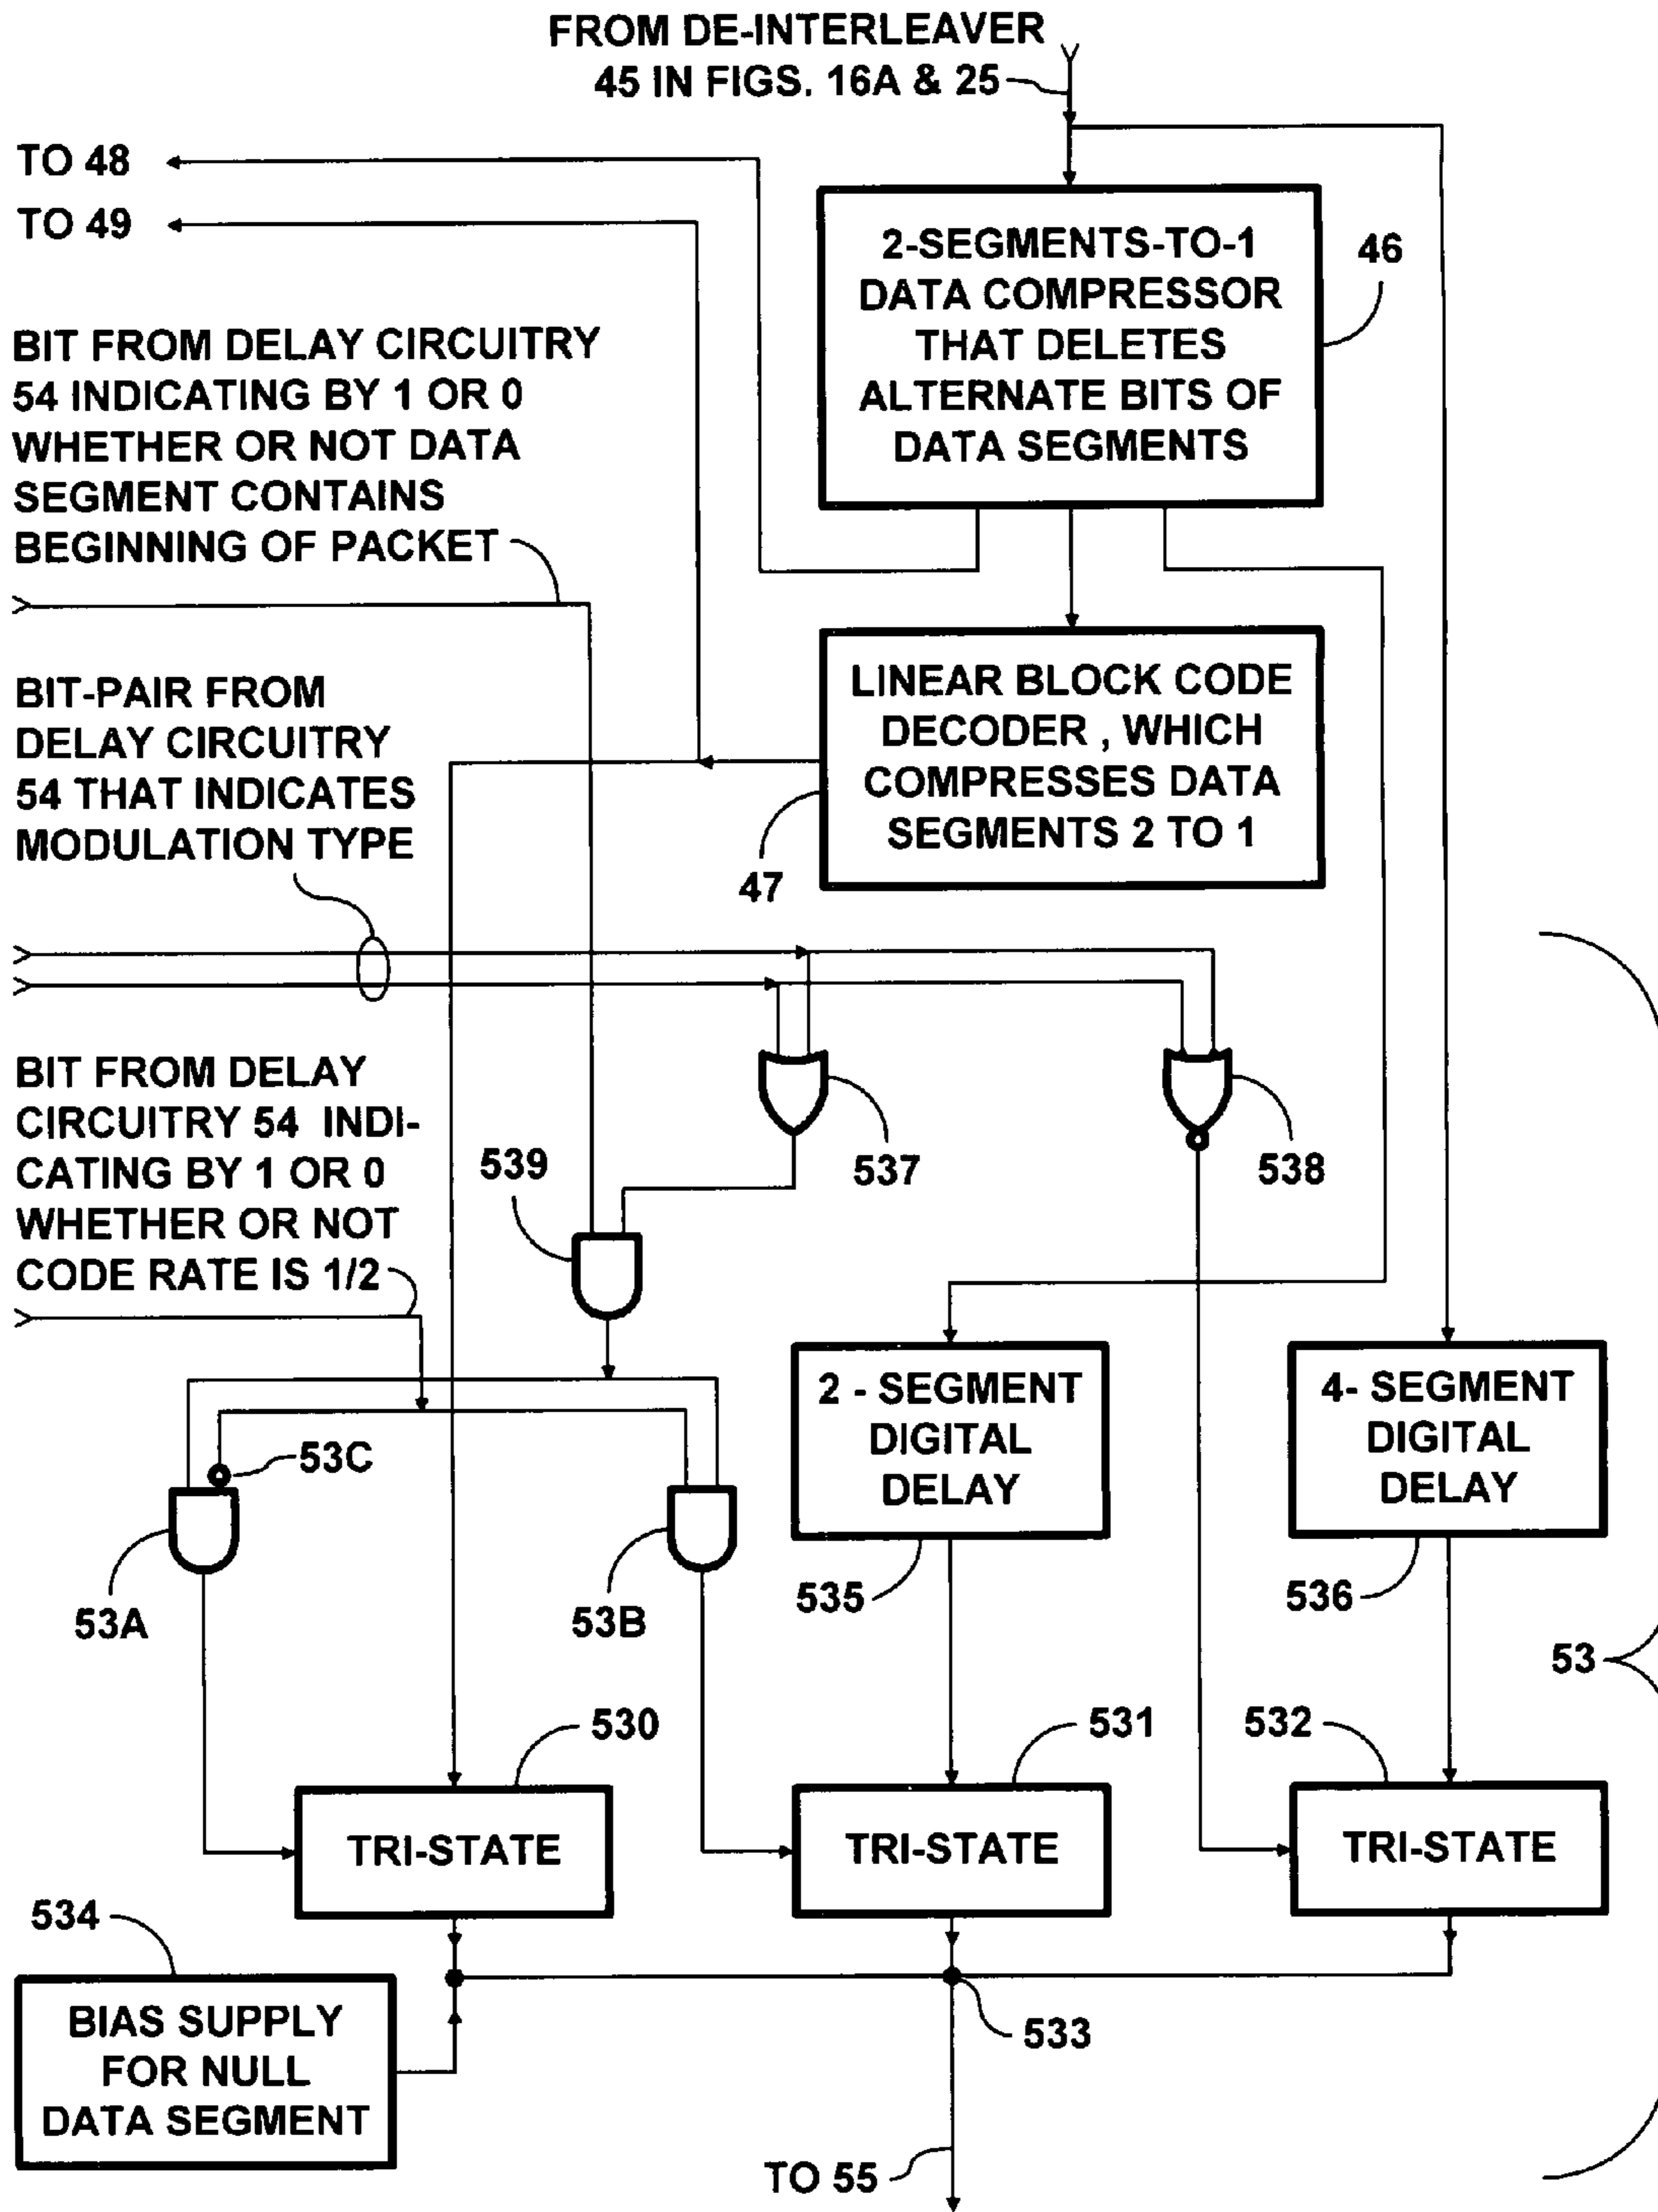 FROM DE-INTERLEAVER
45 IN FIGS. 16A & 25
TO 48
TO 49
2-SEGMENTS-TO-1
DATA COMPRESSOR
THAT DELETES
ALTERNATE BITS OF
DATA SEGMENTS
46
BIT FROM DELAY CIRCUITRY
54 INDICATING BY 1 OR 0
WHETHER OR NOT DATA
SEGMENT CONTAINS
BEGINNING OF PACKET
LINEAR BLOCK CODE
DECODER , WHICH
COMPRESSES DATA
SEGMENTS 2 TO 1
47
BIT-PAIR FROM
DELAY CIRCUITRY
54 THAT INDICATES
MODULATION TYPE
537
538
BIT FROM DELAY
CIRCUITRY 54 INDI-
CATING BY 1 OR 0
WHETHER OR NOT
CODE RATE IS 1/2
539
53C
53A
53B
2 - SEGMENT
DIGITAL
DELAY
535
4- SEGMENT
DIGITAL
DELAY
536
53
530
531
532
TRI-STATE
TRI-STATE
TRI-STATE
534
BIAS SUPPLY
FOR NULL
DATA SEGMENT
533
TO 55